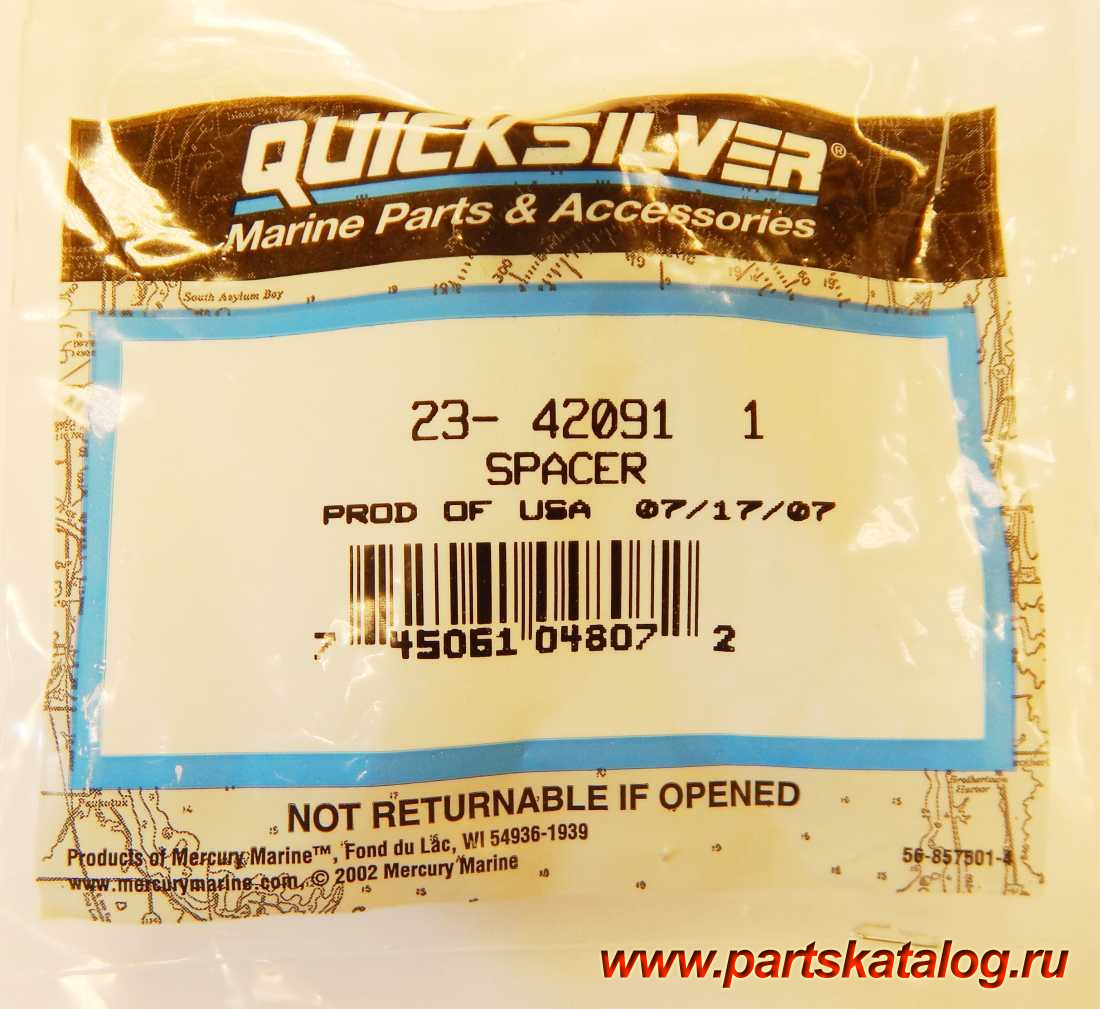 QUICKSILVER®
Marine Parts & Accessories
South Asylum Bay
23- 42091 1
SPACER
PROD OF USA 07/17/07
7 45061 04807 2
NOT RETURNABLE IF OPENED
Products of Mercury Marine™, Fond du Lac, WI 54936-1939
www.mercurymarine.com, © 2002 Mercury Marine
56-857501-4
Brothertown
Harbor
www.partskatalog.ru